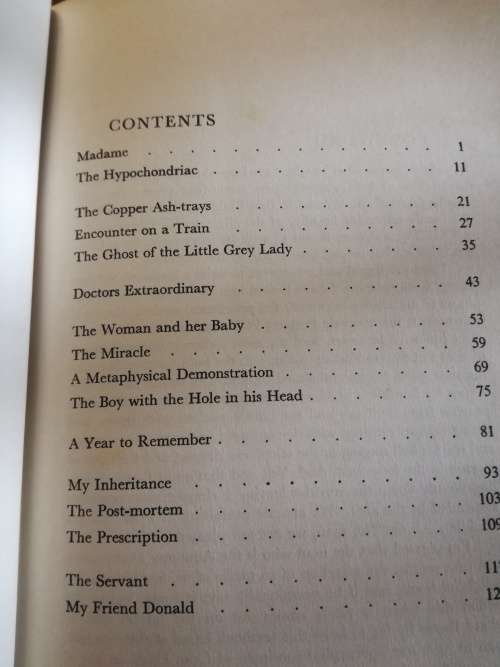 CONTENTS
Madame . . . . . . . . . . . . . 1
The Hypochondriac . . . . . . . . . . 11
The Copper Ash-trays . . . . . . . . . 21
Encounter on a Train . . . . . . . . . 27
The Ghost of the Little Grey Lady . . . . . . 35
Doctors Extraordinary . . . . . . . . . 43
The Woman and her Baby . . . . . . . . 53
The Miracle . . . . . . . . . . . . 59
A Metaphysical Demonstration . . . . . . . 69
The Boy with the Hole in his Head . . . . . . 75
A Year to Remember . . . . . . . . . . 81
My Inheritance . . . . . . . . . . . 93
The Post-mortem . . . . . . . . . . . 103
The Prescription . . . . . . . . . . . 109
The Servant . . . . . . . . . . . .
My Friend Donald . . . . . . . . . .